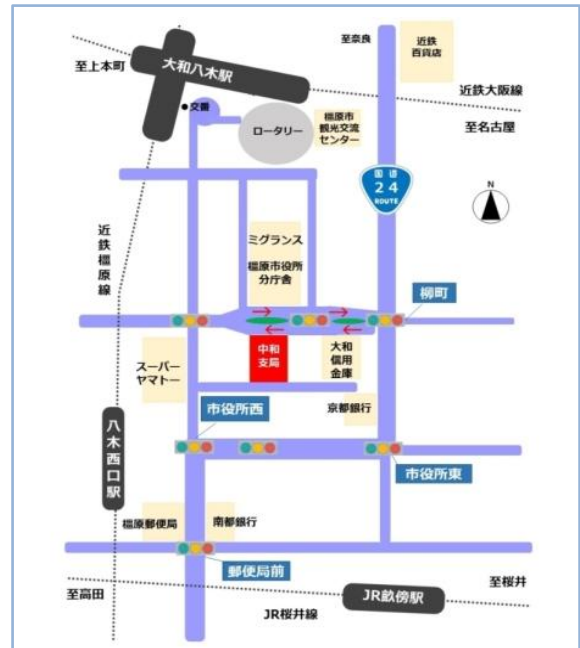 至奈良
近鉄
百貨店
至上本町
大和八木駅
近鉄大阪線
●交番
ロータリー
橿原市
観光交流
センター
至名古屋
国道
24
ROUTE
N
近鉄橿原線
ミグランス
橿原市役所
分庁舎
柳町
中和
支局
大和
信用
金庫
スーパー
ヤマトー
京都銀行
市役所西
八木西口駅
市役所東
橿原郵便局
南都銀行
郵便局前
至高田
JR桜井線
JR畝傍駅
至桜井